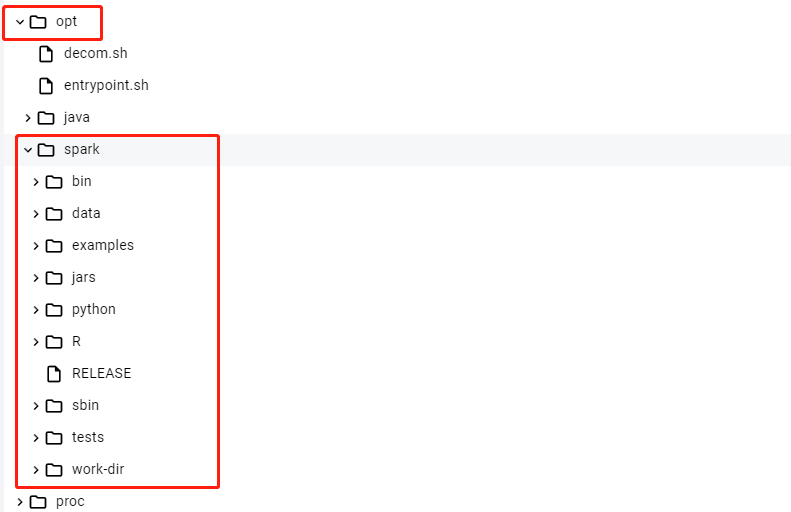 opt
decom.sh
entrypoint.sh
java
spark
bin
data
examples
jars
python
R
RELEASE
sbin
tests
work-dir
proc